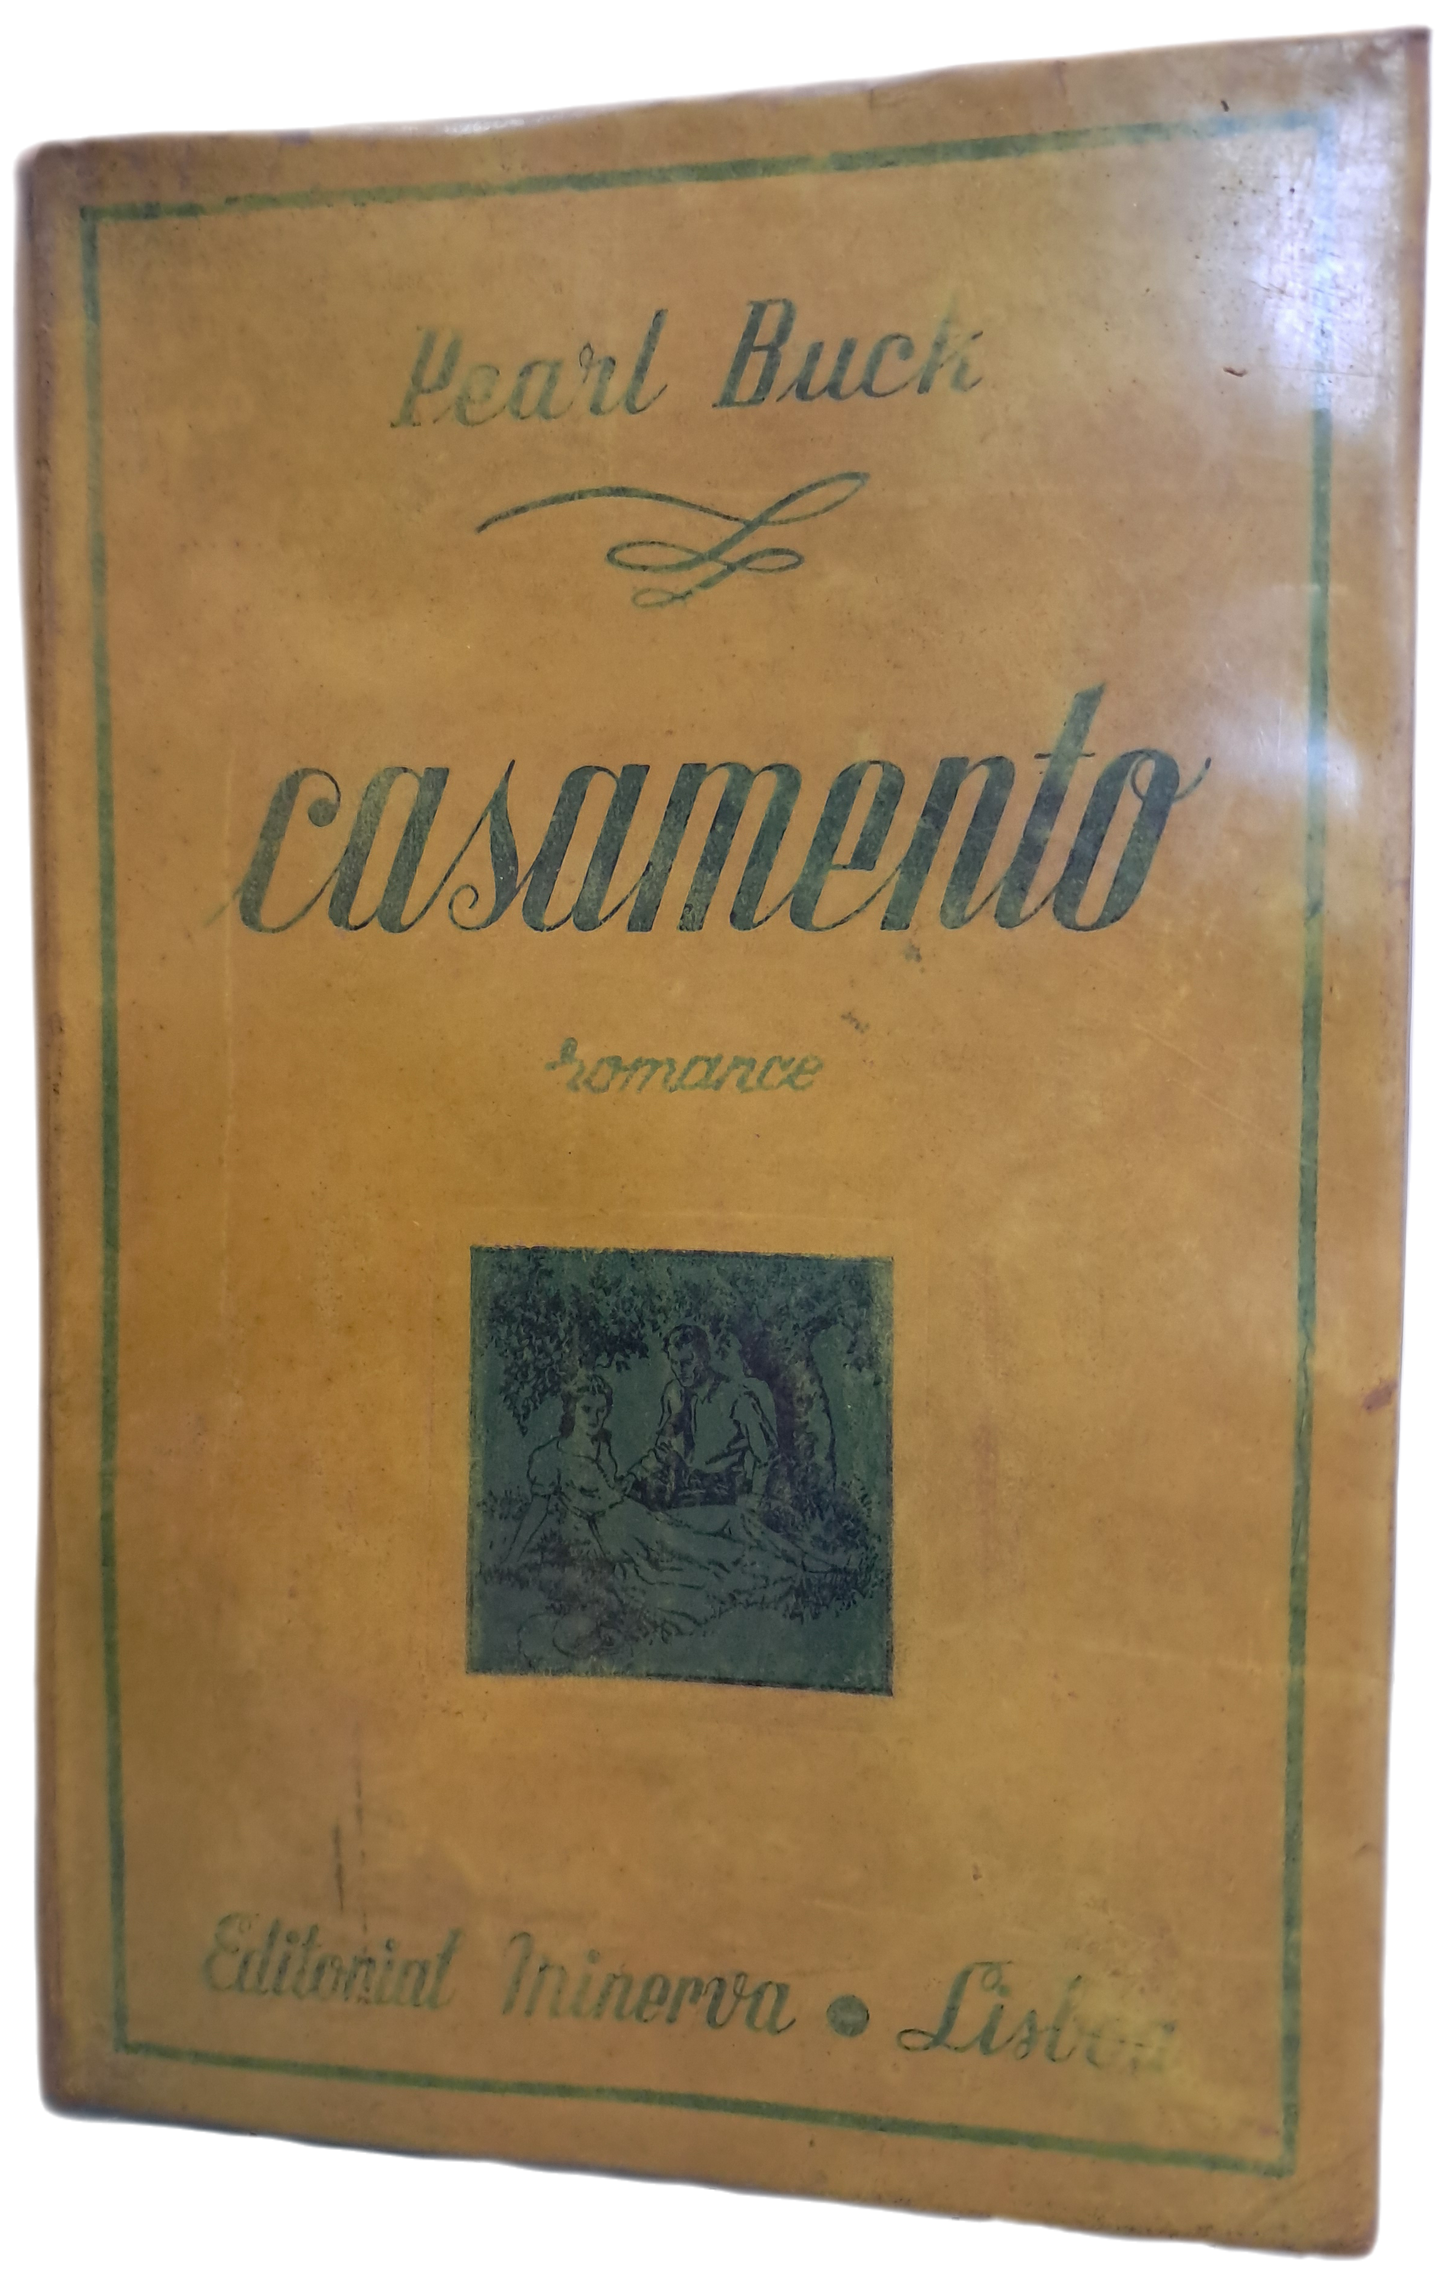 Pearl Buck
casamento
romance
Editorial Minerva • Lisboa